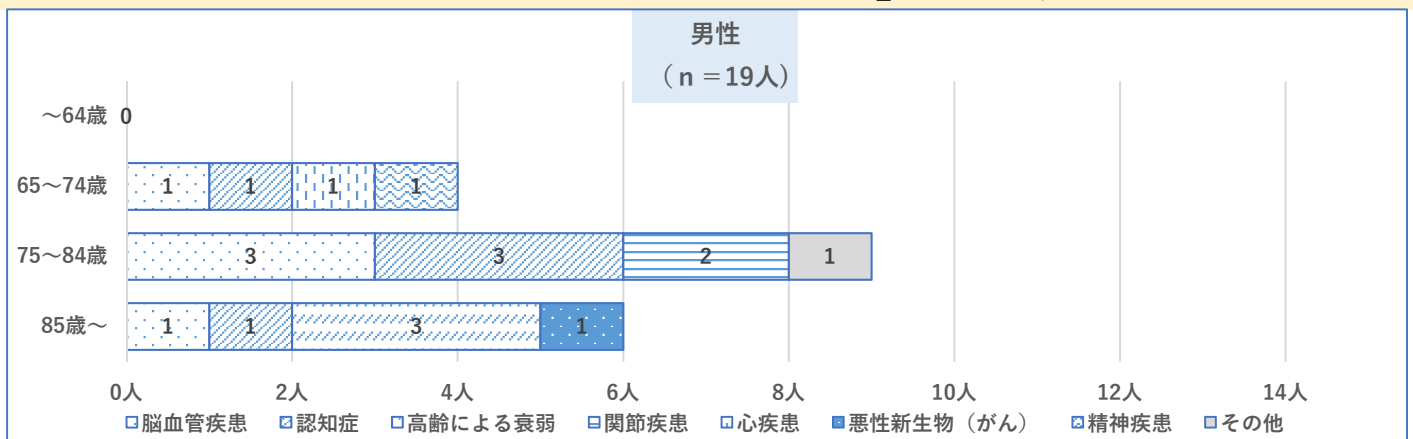 男性
（ｎ＝19人）
～64歳 0
65～74歳 1 1 1 1
75～84歳 3 3 2 1
85歳～ 1 1 3 1
0人 2人 4人 6人 8人 10人 12人 14人
脳血管疾患 認知症 高齢による衰弱 関節疾患 心疾患 悪性新生物（がん） 精神疾患 その他